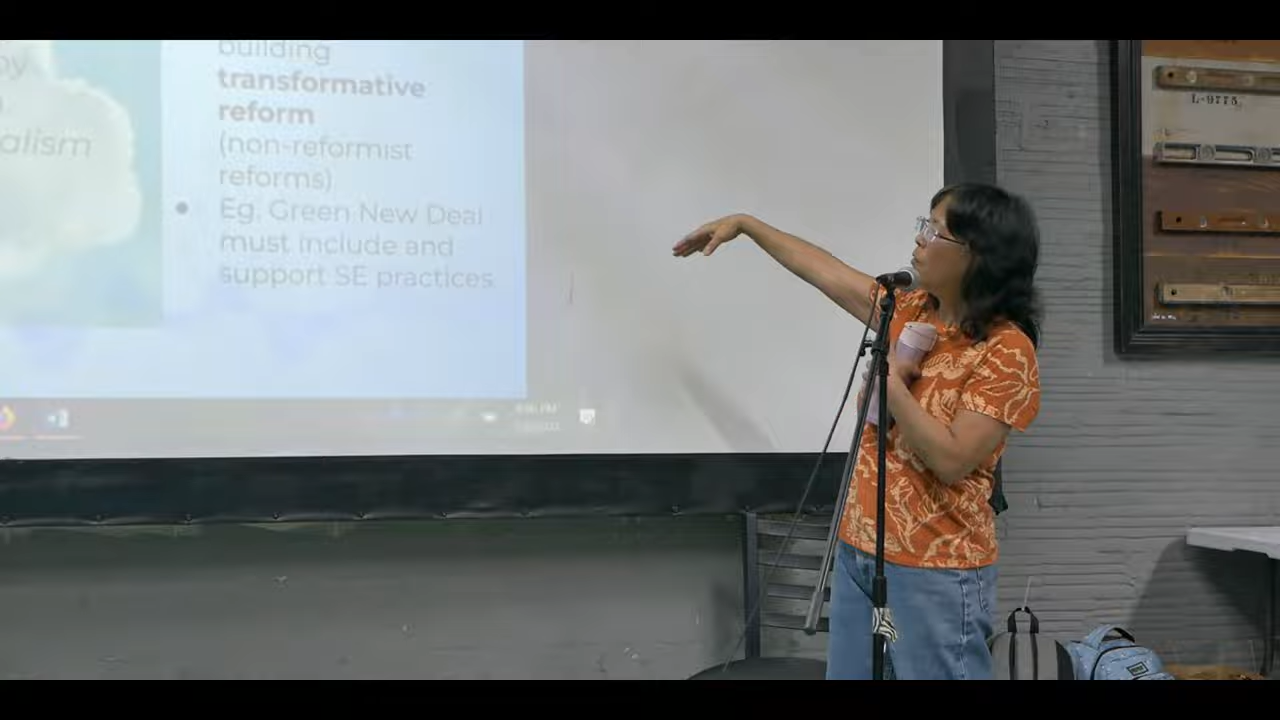 alism
building
transformative
reform
(non-reformist
reforms)
Eg. Green New Deal
must include and
support SE practices.
L-9775